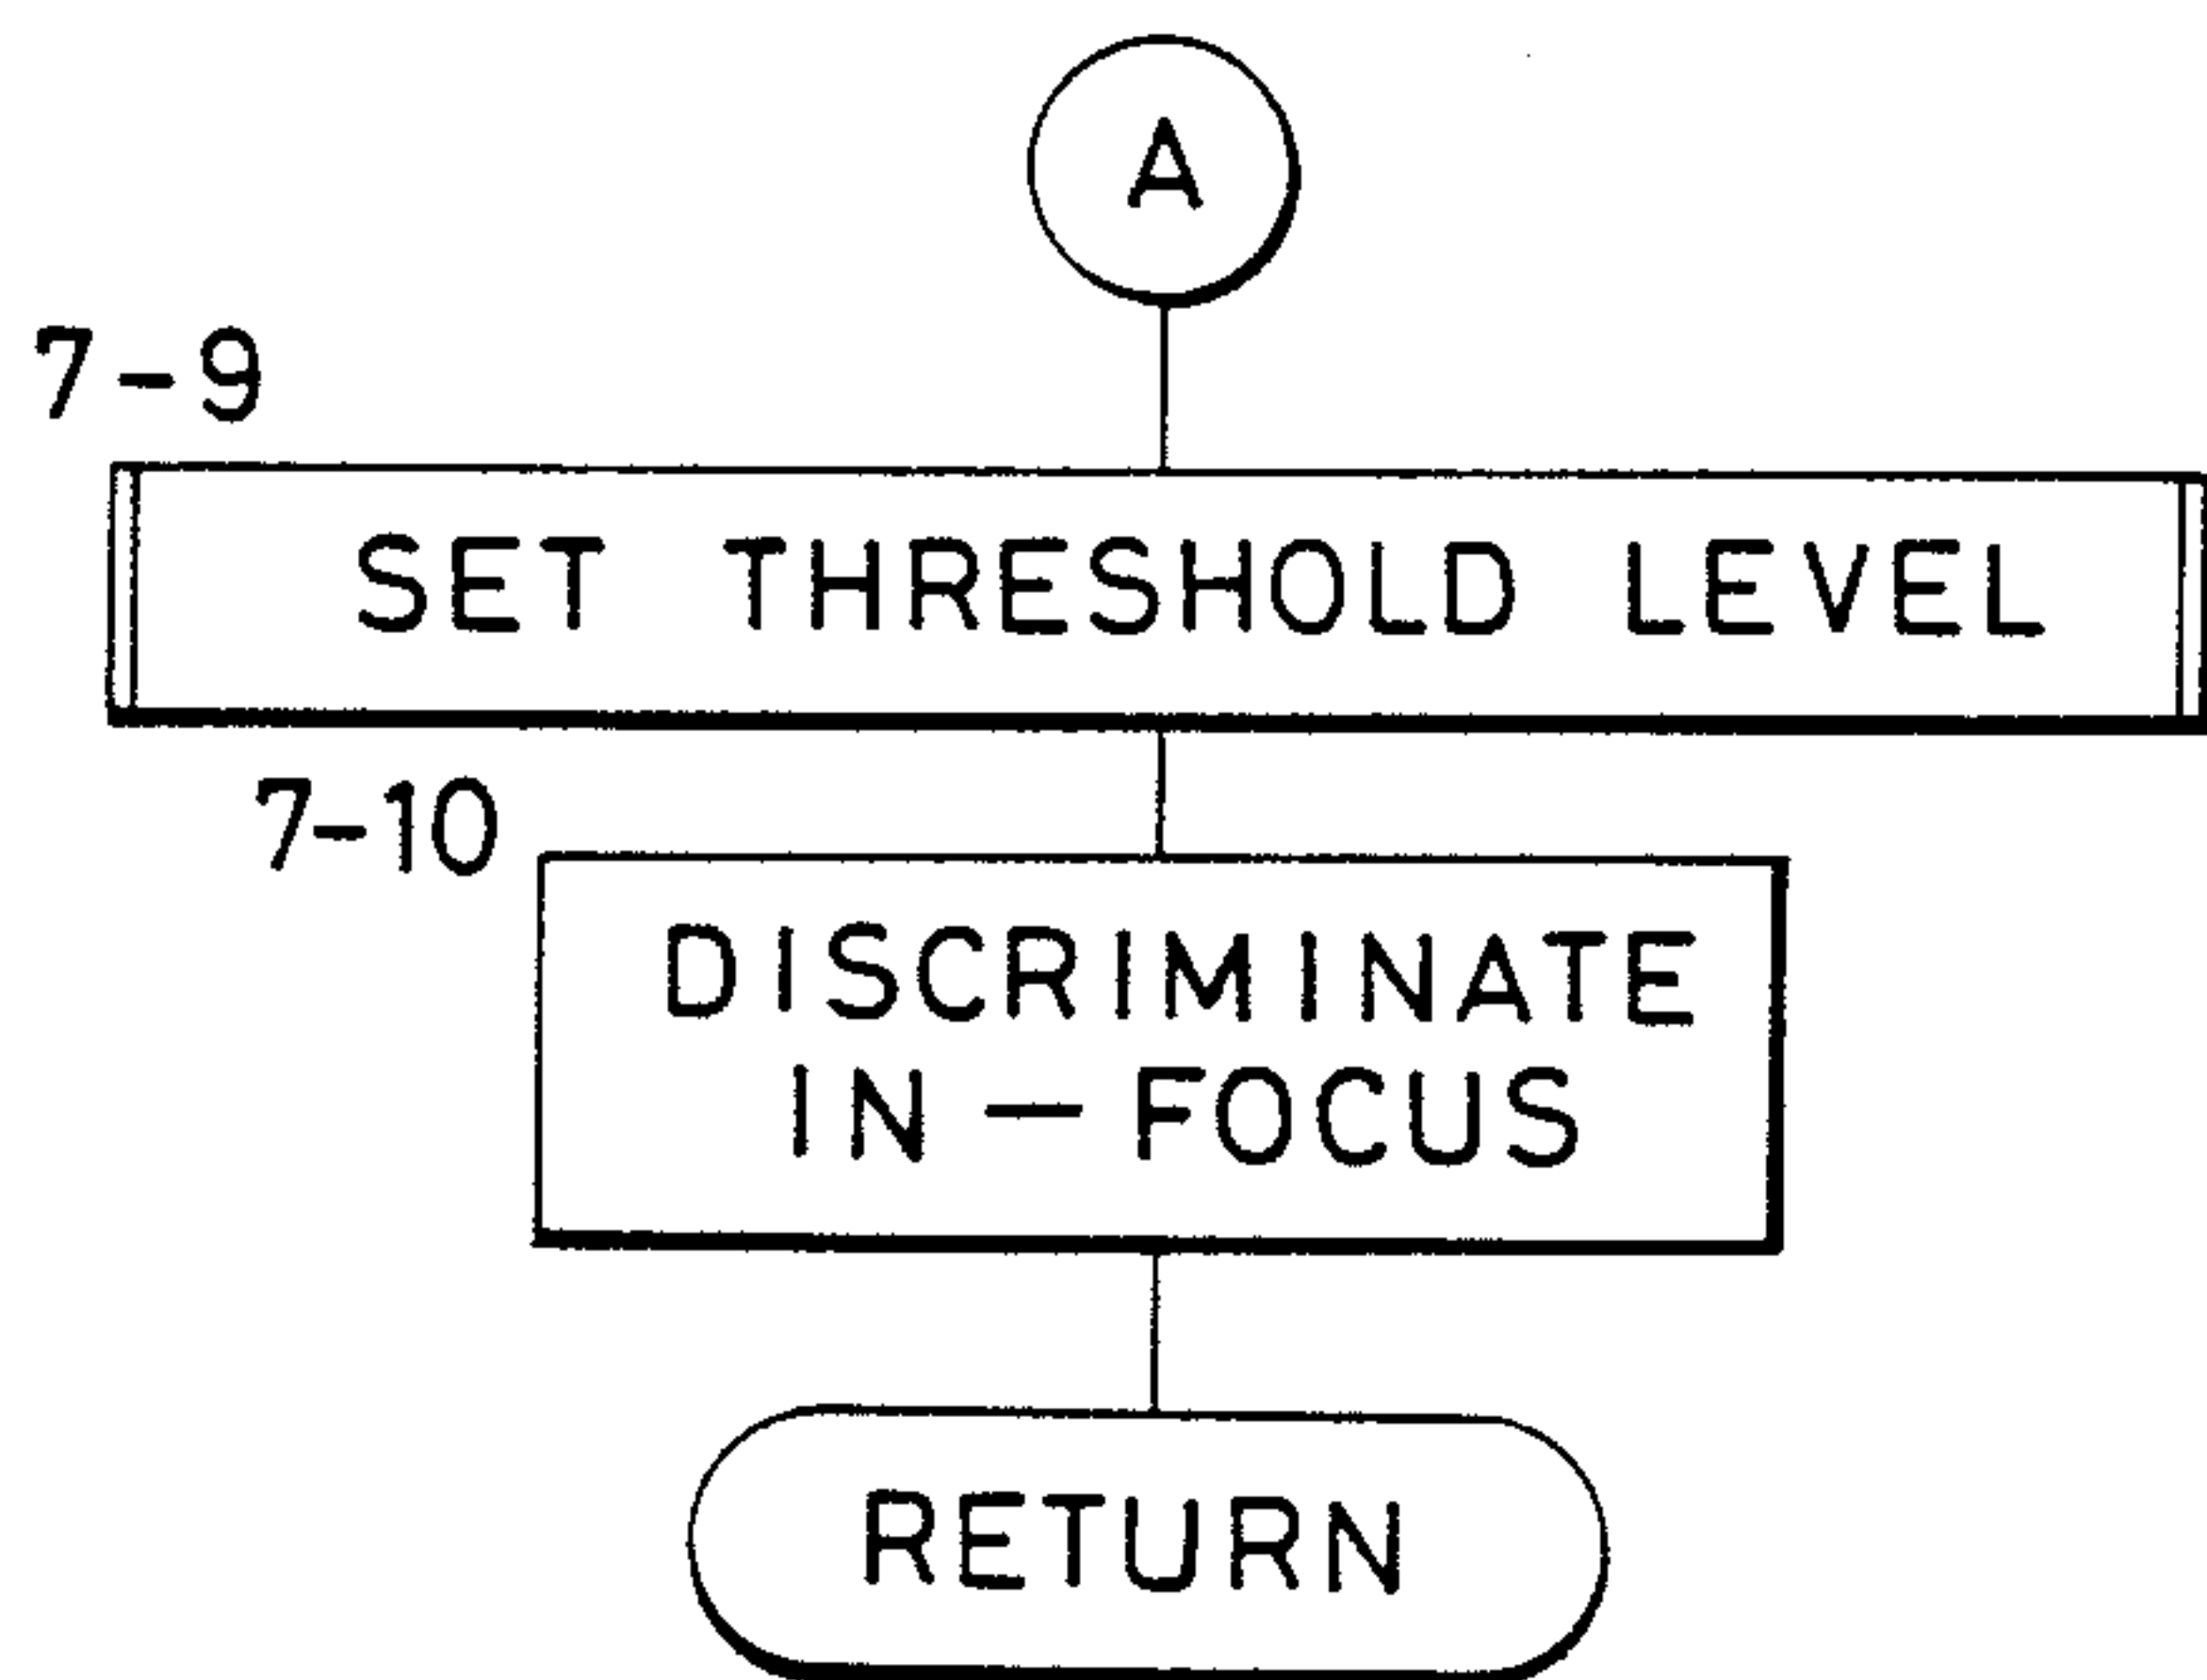 A
7-9
SET THRESHOLD LEVEL
7-10
DISCRIMINATE
IN-FOCUS
RETURN